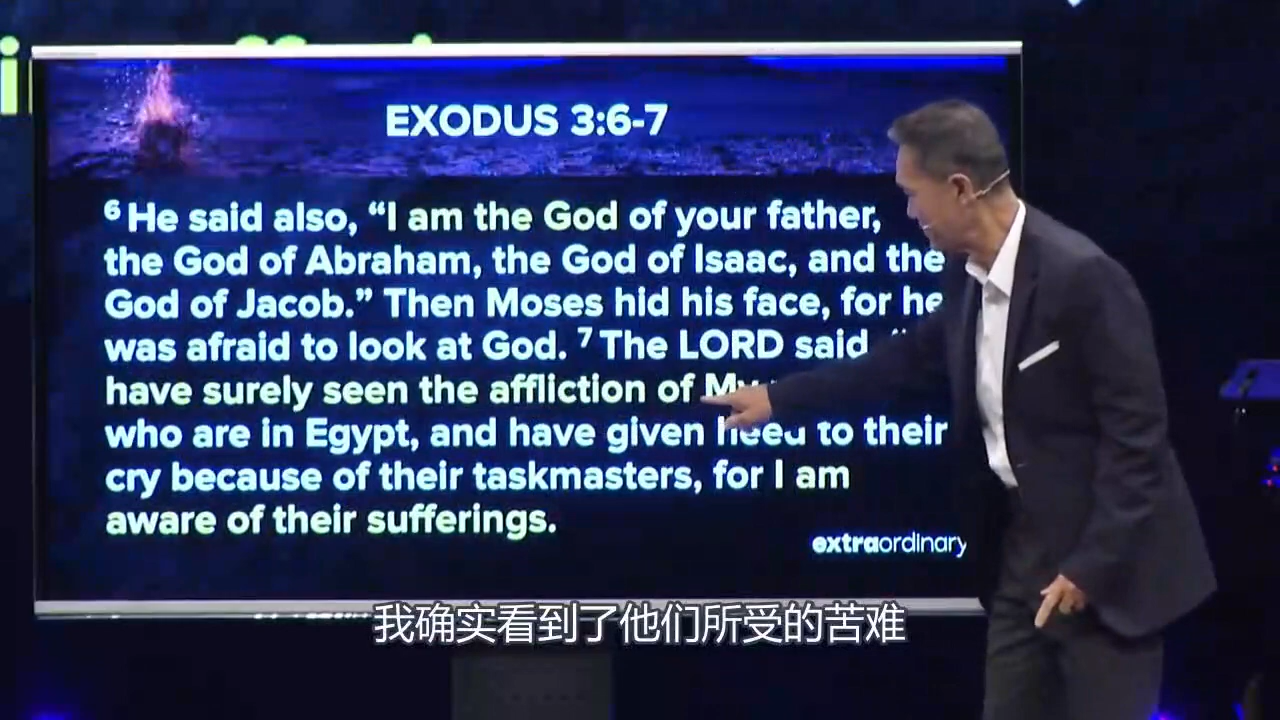 EXODUS 3:6-7
6 He said also, “I am the God of your father,
the God of Abraham, the God of Isaac, and the
God of Jacob.” Then Moses hid his face, for he
was afraid to look at God. 7 The LORD said
have surely seen the affliction of My
who are in Egypt, and have given heed to their
cry because of their taskmasters, for I am
aware of their sufferings.
extraordinary
我确实看到了他们所受的苦难